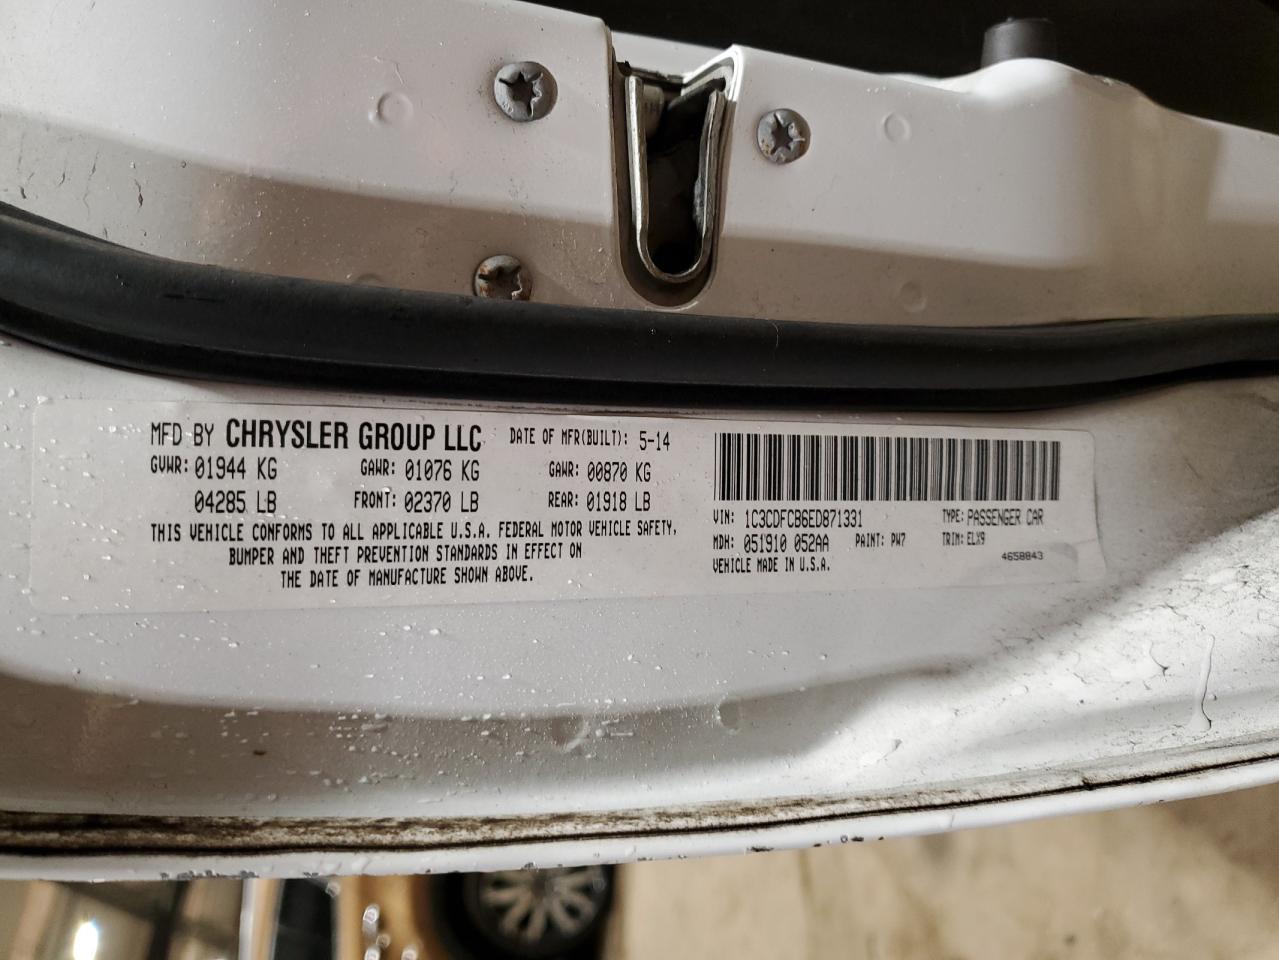 MFD BY CHRYSLER GROUP LLC DATE OF MFR(BUILT): 5-14
GVWR: 01944 KG GAWR: 01076 KG GAWR: 00870 KG
04285 LB FRONT: 02370 LB REAR: 01918 LB
THIS VEHICLE CONFORMS TO ALL APPLICABLE U.S.A. FEDERAL MOTOR VEHICLE SAFETY,
BUMPER AND THEFT PREVENTION STANDARDS IN EFFECT ON
THE DATE OF MANUFACTURE SHOWN ABOVE.
VIN: 1C3CDFCB6ED871331 TYPE: PASSENGER CAR
MDH: 051910 052AA PAINT: PW7 TRIM: ELX9
VEHICLE MADE IN U.S.A. 4658843